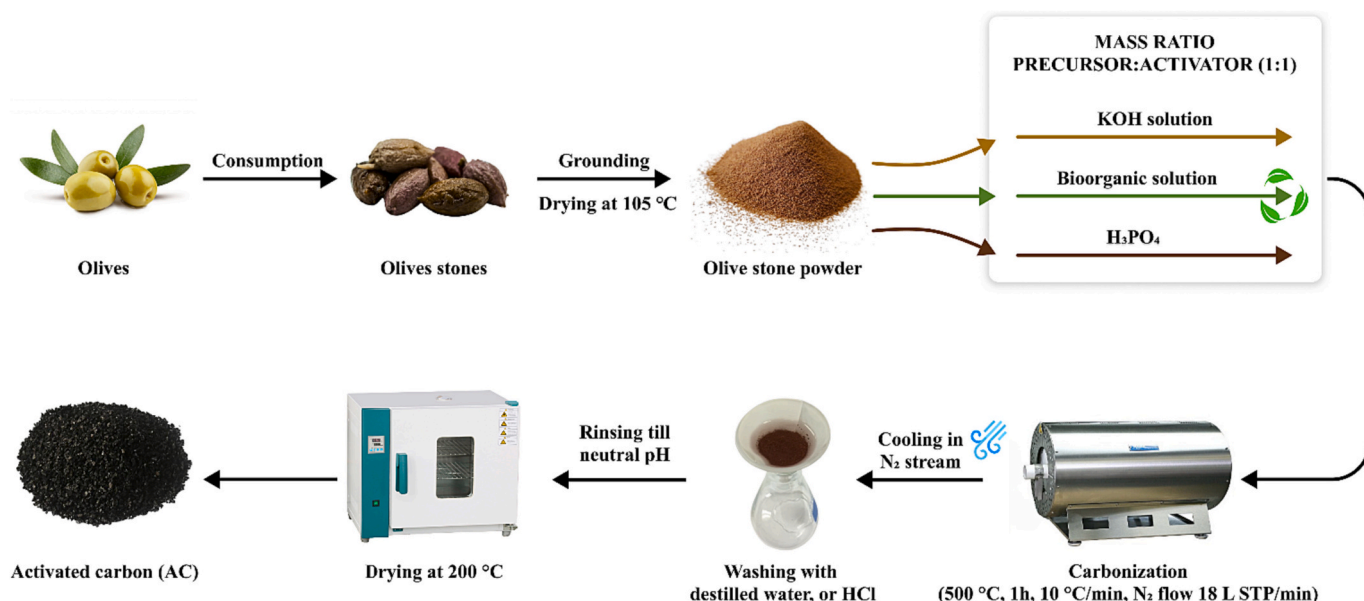 MASS RATIO
PRECURSOR:ACTIVATOR (1:1)
KOH solution
Bioorganic solution
H₃PO₄
Consumption
Grounding
Drying at 105 °C
Olives
Olives stones
Olive stone powder
Rinsing till
neutral pH
Cooling in
N₂ stream
Activated carbon (AC)
Drying at 200 °C
Washing with
destilled water, or HCl
Carbonization
(500 °C, 1h, 10 °C/min, N₂ flow 18 L STP/min)